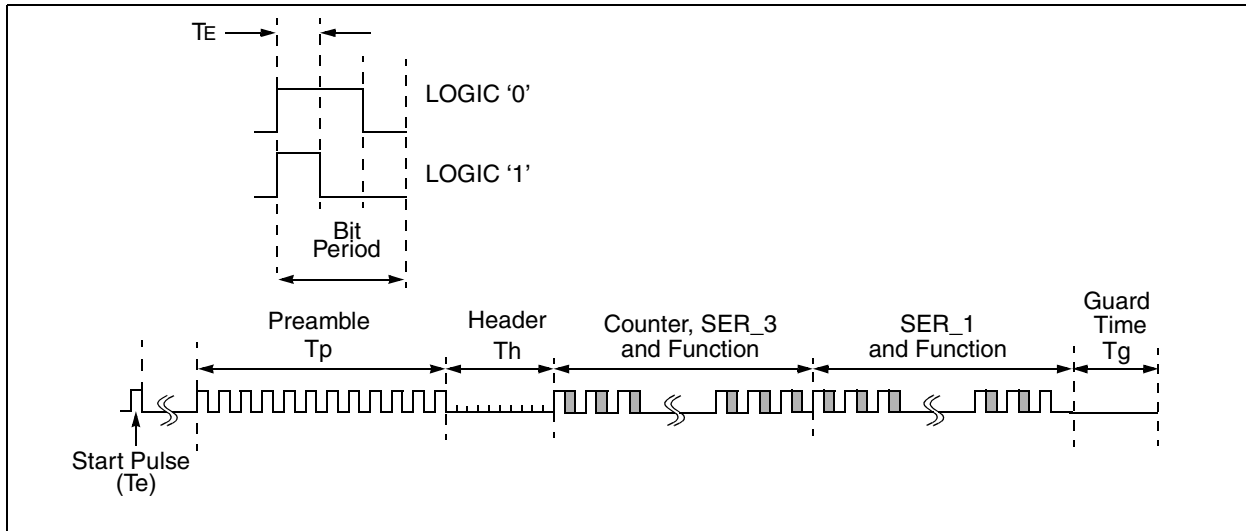 TE
LOGIC ‘0’
LOGIC ‘1’
Bit
Period
Preamble
Tp
Header
Th
Counter, SER_3
and Function
SER_1
and Function
Guard
Time
Tg
Start Pulse
(Te)